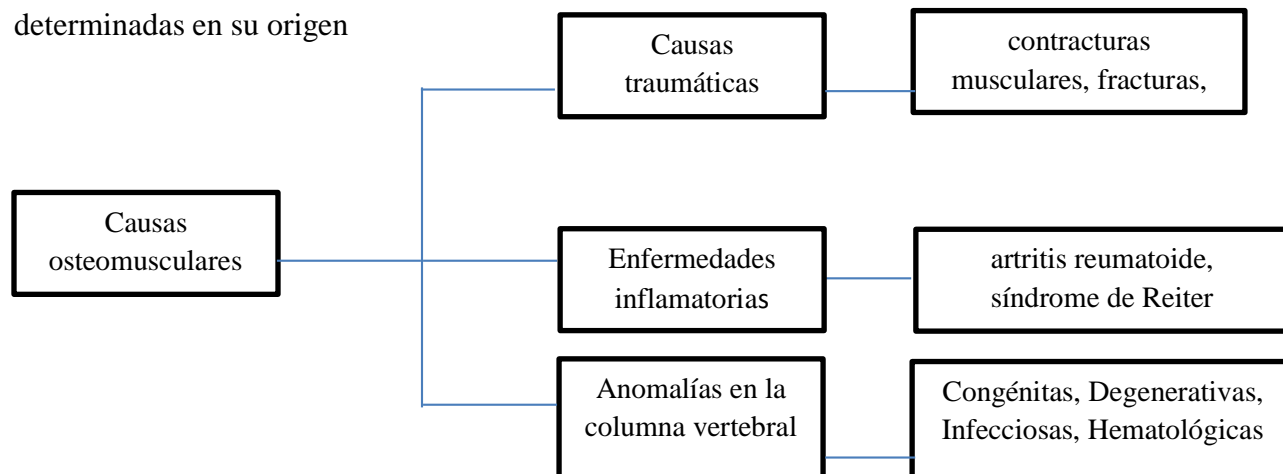 determinadas en su origen
Causas
traumáticas
contracturas
musculares, fracturas,
Causas
osteomusculares
Enfermedades
inflamatorias
artritis reumatoide,
síndrome de Reiter
Anomalías en la
columna vertebral
Congénitas, Degenerativas,
Infecciosas, Hematológicas